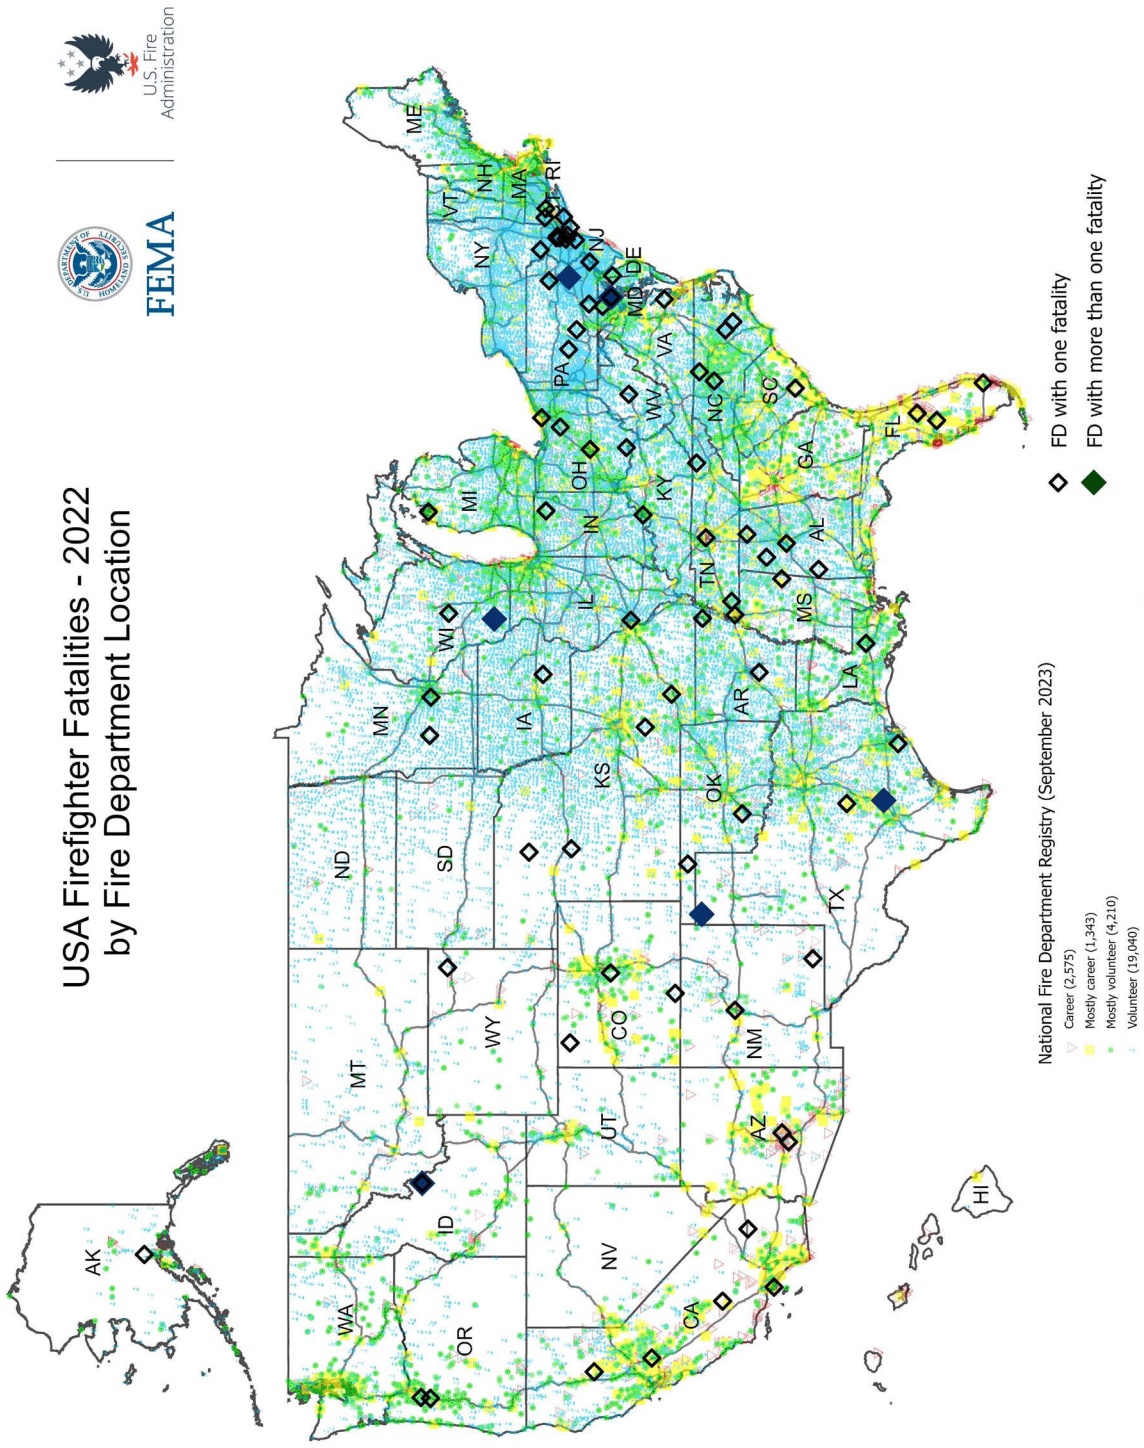 USA Firefighter Fatalities - 2022
by Fire Department Location
U.S. DEPARTMENT OF
HOMELAND SECURITY
FEMA
U.S. Fire
Administration
AK
WA
OR
CA
ID
NV
MT
WY
UT
AZ
CO
NM
ND
SD
KS
OK
TX
MN
IA
AR
LA
WI
IL
MS
MI
IN
OH
KY
TN
AL
GA
FL
SC
NC
WV
VA
PA
MD
DE
NJ
NY
VT
NH
MA
RI
ME
HI
National Fire Department Registry (September 2023)
Career (2,575)
Mostly career (1,343)
Mostly volunteer (4,210)
Volunteer (19,040)
FD with one fatality
FD with more than one fatality